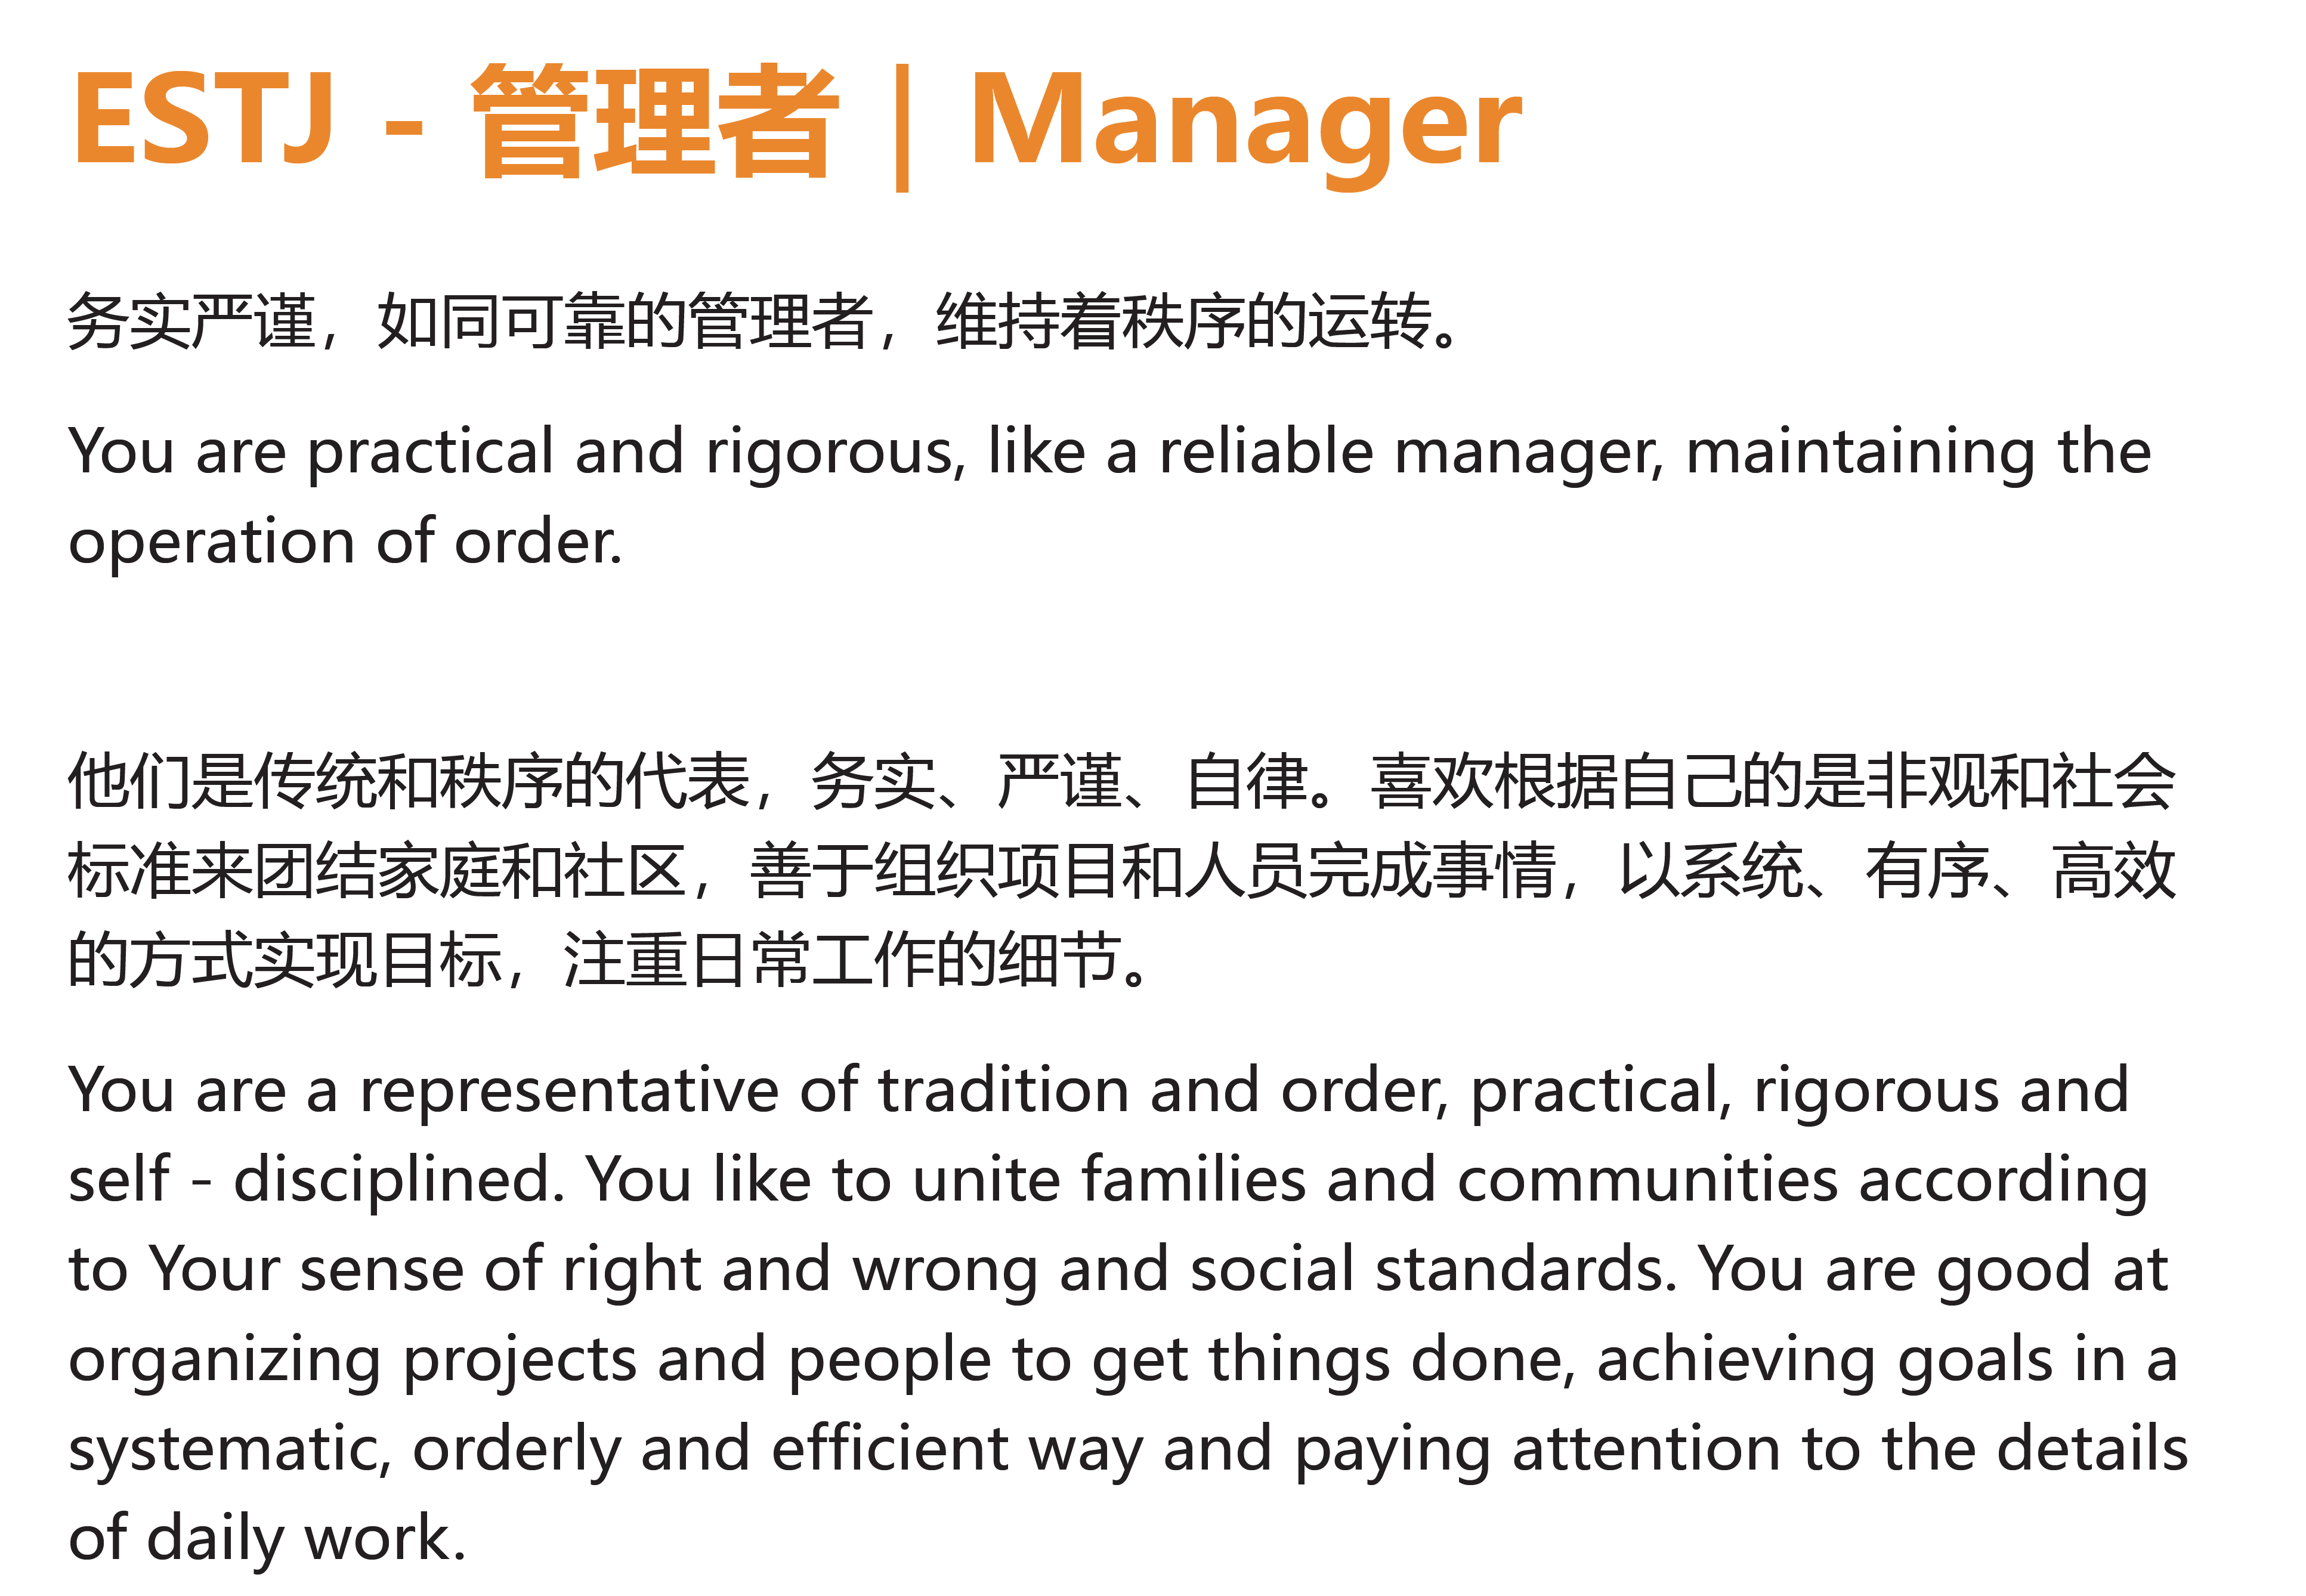 ESTJ - 管理者 | Manager
务实严谨，如同可靠的管理者，维持着秩序的运转。
You are practical and rigorous, like a reliable manager, maintaining the
operation of order.
他们是传统和秩序的代表，务实、严谨、自律。喜欢根据自己的是非观和社会
标准来团结家庭和社区，善于组织项目和人员完成事情，以系统、有序、高效
的方式实现目标，注重日常工作的细节。
You are a representative of tradition and order, practical, rigorous and
self - disciplined. You like to unite families and communities according
to Your sense of right and wrong and social standards. You are good at
organizing projects and people to get things done, achieving goals in a
systematic, orderly and efficient way and paying attention to the details
of daily work.